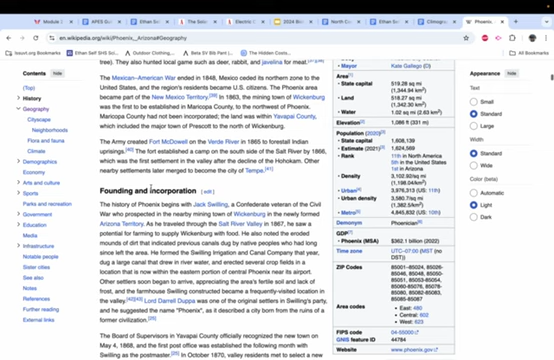 Module
APES Go
Ethan Sel
The Sola
Electric C
2024 Bio
North C
Ethan Se
Climogra
Phoenix,
en.wikipedia.org/wiki/Phoenix,_Arizona#Geography
Issuvrt.org Bookmarks
Ethan Self SHS Sci...
Outdoor Clothing,...
Beta SV Bikt Pant |...
The Hidden Cools...
All Bookmarks
Contents hide
(Top)
History
Geography
Cityscape
Neighborhoods
Flora and fauna
Climate
Demographics
Economy
Arts and culture
Sports
Parks and recreation
Government
Education
Media
Infrastructure
Notable people
Sister cities
See also
Notes
References
Further reading
External links
tree). They also hunted local game such as deer, rabbit, and javelina for meat.
The Mexican–American War ended in 1848, Mexico ceded its northern zone to the
United States, and the region's residents became U.S. citizens. The Phoenix area
became part of the New Mexico Territory. In 1863, the mining town of Wickenburg
was the first to be established in Maricopa County, to the northwest of Phoenix.
Maricopa County had not been incorporated; the land was within Yavapai County,
which included the major town of Prescott to the north of Wickenburg.
The Army created Fort McDowell on the Verde River in 1865 to forestall Indian
uprisings.[40] The fort established a camp on the south side of the Salt River by 1866,
which was the first settlement in the valley after the decline of the Hohokam. Other
nearby settlements later merged to become the city of Tempe.[41]
Founding and incorporation [edit]
The history of Phoenix begins with Jack Swilling, a Confederate veteran of the Civil
War who prospected in the nearby mining town of Wickenburg in the newly formed
Arizona Territory. As he traveled through the Salt River Valley in 1867, he saw a
potential for farming to supply Wickenburg with food. He also noted the eroded
mounds of dirt that indicated previous canals dug by native peoples who had long
since left the area. He formed the Swilling Irrigation and Canal Company that year,
dug a large canal that drew in river water, and erected several crop fields in a
location that is now within the eastern portion of central Phoenix near its airport.
Other settlers soon began to arrive, appreciating the area's fertile soil and lack of
frost, and the farmhouse Swilling constructed became a frequently-visited location in
the valley.[42][43] Lord Darrell Duppa was one of the original settlers in Swilling's party,
and he suggested the name "Phoenix", as it described a city born from the ruins of a
former civilization.
The Board of Supervisors in Yavapai County officially recognized the new town on
May 4, 1868, and the first post office was established the following month with
Swilling as the postmaster. In October 1870, valley residents met to select a new
• Mayor Kate Gallego (D)
Area[1]
• State capital 519.28 sq mi
(1,344.94 km²)
• Land 518.27 sq mi
(1,342.30 km²)
• Water 1.02 sq mi (2.63 km²)
Elevation[2] 1,086 ft (331 m)
Population (2020)
• State capital 1,608,139
• Estimate (2021) 1,624,569
• Rank 11th in North America
5th in the United States
1st in Arizona
• Density 3,102.92/sq mi
(1,198.04/km²)
• Urban 3,976,313 (US: 11th)
• Urban density 3,580.7/sq mi
(1,382.5/km²)
• Metro 4,845,832 (US: 10th)
Demonym Phoenician
GDP
• Phoenix (MSA) $362.1 billion (2022)
Time zone UTC−07:00 (MST (no DST))
ZIP Codes
Area codes
• East: 480
• Central: 602
• West: 623
FIPS code 04-55000
GNIS feature ID 44784
Website www.phoenix.gov
Appearance hide
Text
Small
Standard
Large
Width
Standard
Wide
Color (beta)
Automatic
Light
Dark